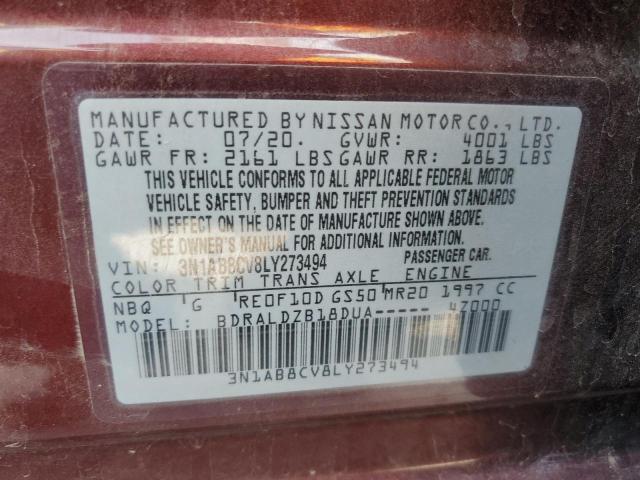 MANUFACTURED BY NISSAN MOTOR CO., LTD.
DATE: 07/20. GVWR: 4001 LBS
GAWR FR: 2161 LBS GAWR RR: 1863 LBS
THIS VEHICLE CONFORMS TO ALL APPLICABLE FEDERAL MOTOR
VEHICLE SAFETY, BUMPER, AND THEFT PREVENTION STANDARDS
IN EFFECT ON THE DATE OF MANUFACTURE SHOWN ABOVE.
SEE OWNER'S MANUAL FOR ADDITIONAL INFORMATION.
VIN: 3N1AB8CV8LY273494 PASSENGER CAR.
COLOR TRIM TRANS AXLE ENGINE
NBQ G RE0F10D GS50 MR20 1997 CC
MODEL: BDRALDZB18DUA----- 4Z000
3N1AB8CV8LY273494